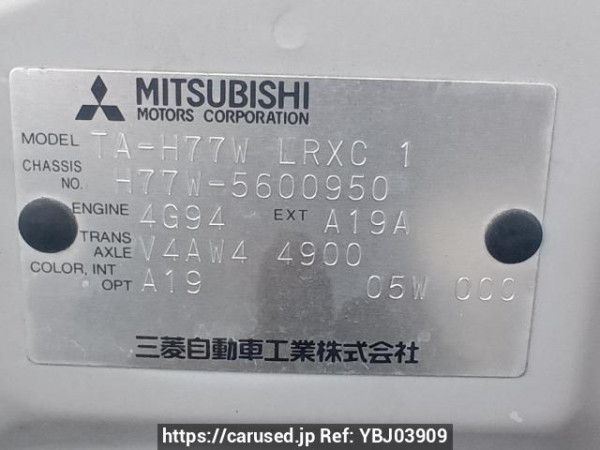 MITSUBISHI
MOTORS CORPORATION
MODEL TA-H77W LRXC 1
CHASSIS NO. H77W-5600950
ENGINE 4G94 EXT A19A
TRANS AXLE V4AW4 4900
COLOR, INT OPT A19 05W 000
三菱自動車工業株式会社
https://carused.jp Ref: YBJ03909